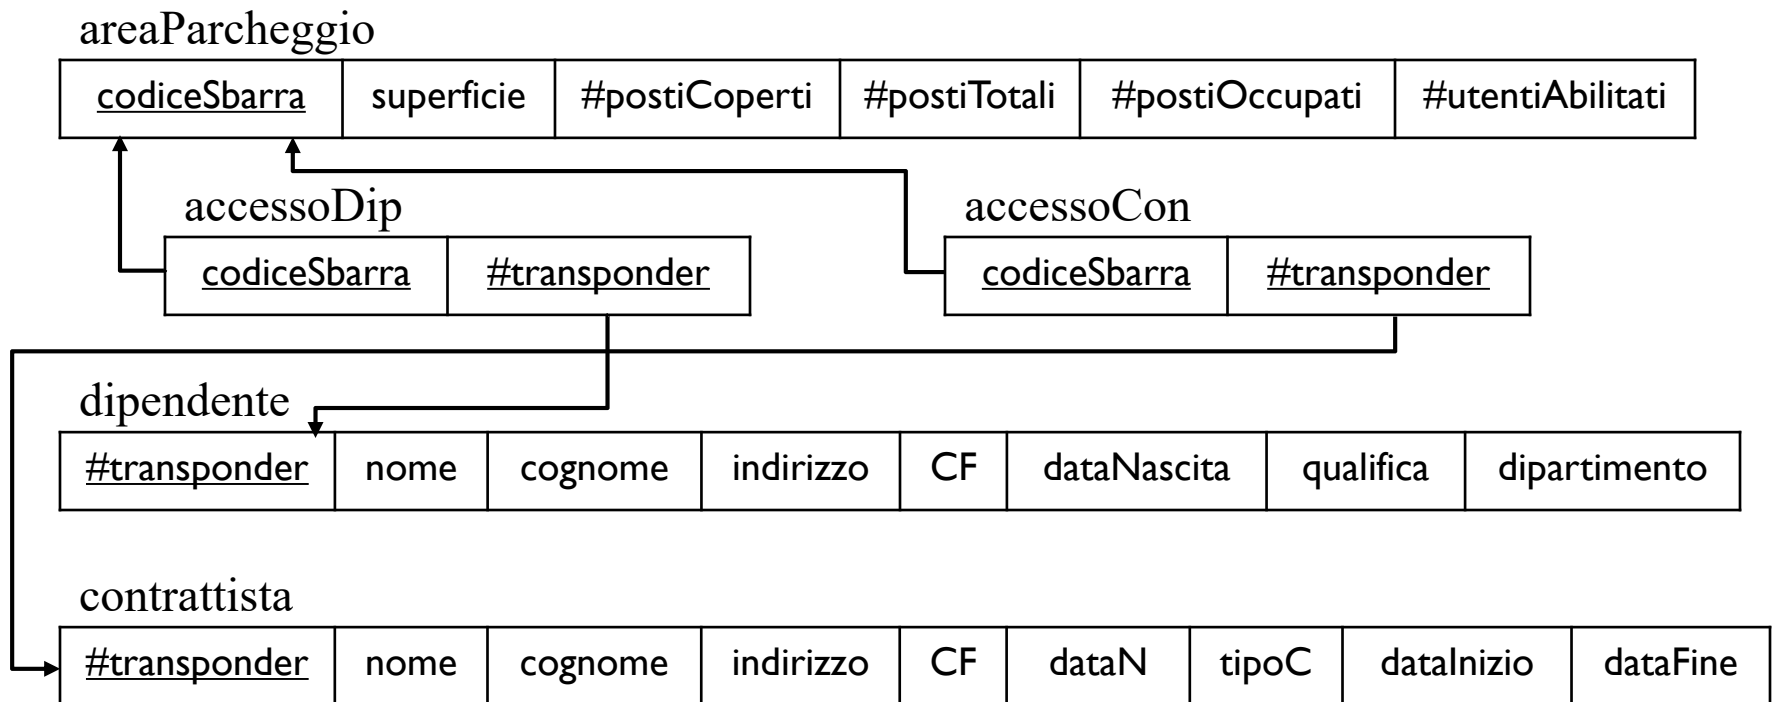 areaParcheggio
codiceSbarra superficie #postiCoperti #postiTotali #postiOccupati #utentiAbilitati
accessoDip accessoCon
codiceSbarra #transponder codiceSbarra #transponder
dipendente
#transponder nome cognome indirizzo CF dataNascita qualifica dipartimento
contrattista
#transponder nome cognome indirizzo CF dataN tipoC dataInizio dataFine